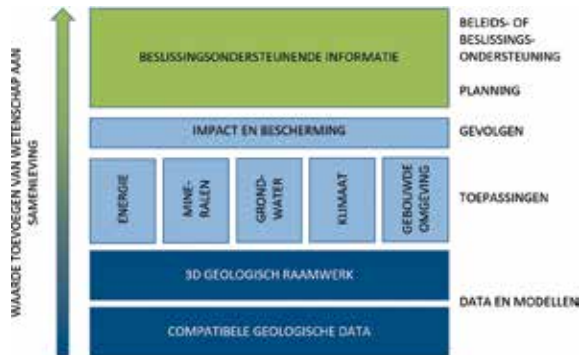 WAARDE TOEVOEGEN VAN WETENSCHAP AAN
SAMENLEVING
BESLISSINGSONDERSTEUNENDE INFORMATIE
BELEIDS- OF
BESLISSINGS-
ONDERSTEUNING
PLANNING
IMPACT EN BESCHERMING
GEVOLGEN
ENERGIE
MINE-
RALEN
GROND-
WATER
KLIMAAT
GEBOUWDE
OMGEVING
TOEPASSINGEN
3D GEOLOGISCH RAAMWERK
DATA EN MODELLEN
COMPATIBELE GEOLOGISCHE DATA